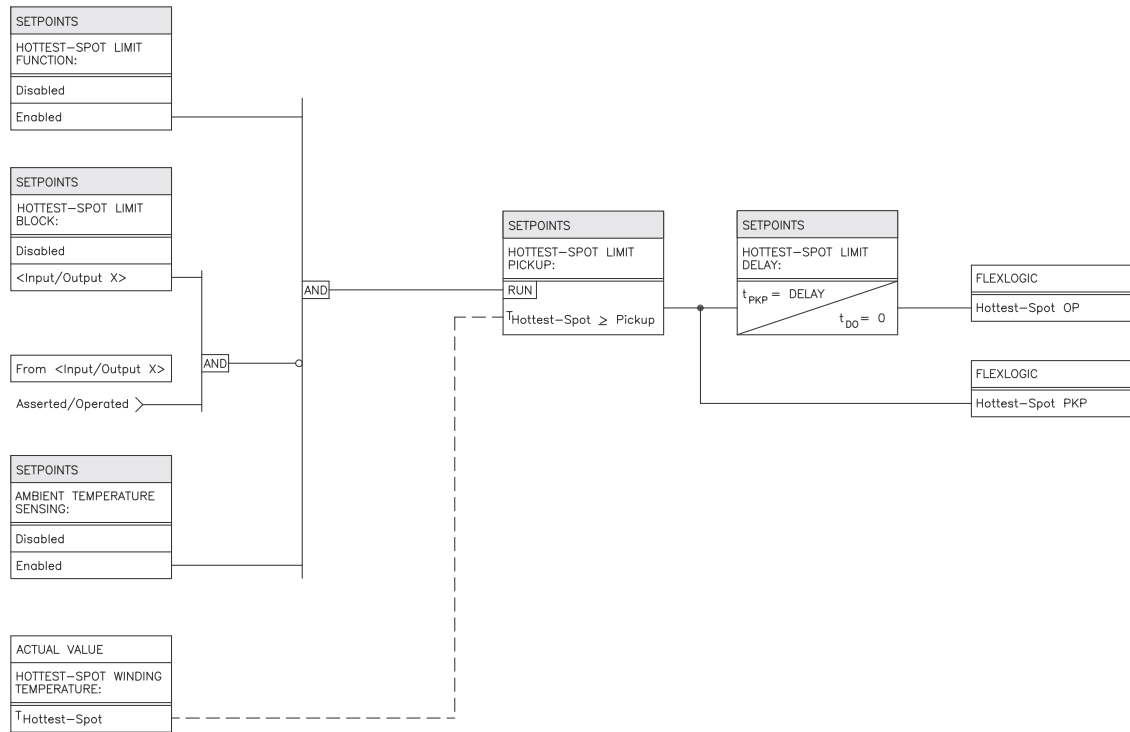 SETPOINTS
HOTTEST-SPOT LIMIT
FUNCTION:
Disabled
Enabled
SETPOINTS
HOTTEST-SPOT LIMIT
BLOCK:
Disabled
<Input/Output X>
From <Input/Output X>
Asserted/Operated
AND
SETPOINTS
AMBIENT TEMPERATURE
SENSING:
Disabled
Enabled
ACTUAL VALUE
HOTTEST-SPOT WINDING
TEMPERATURE:
THottest-Spot
AND
SETPOINTS
HOTTEST-SPOT LIMIT
PICKUP:
RUN
THottest-Spot ≥ Pickup
SETPOINTS
HOTTEST-SPOT LIMIT
DELAY:
tPKP = DELAY
tDO = 0
FLEXLOGIC
Hottest-Spot OP
FLEXLOGIC
Hottest-Spot PKP